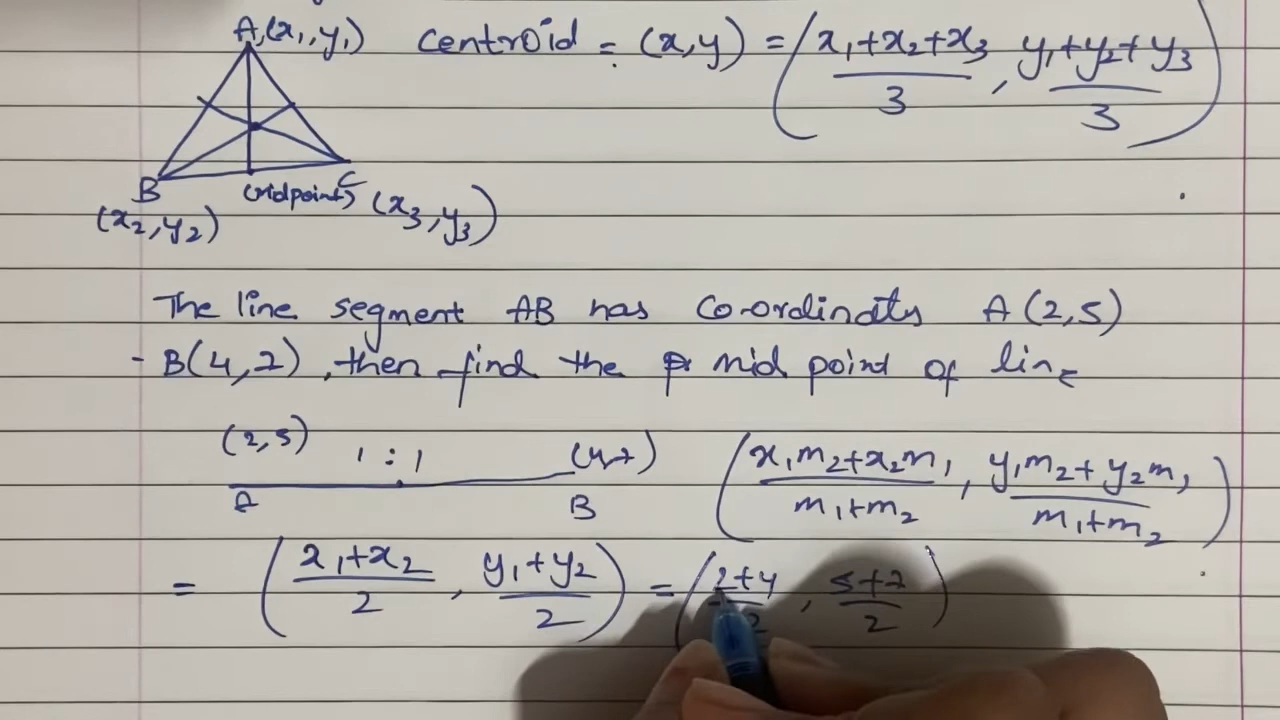 A(x₁,y₁) Centroid = (x,y) = (x₁+x₂+x₃/3, y₁+y₂+y₃/3)
B (midpoint) C
(x₂,y₂) (x₃,y₃)
The line segment AB has co-ordinates A(2,5)
- B(4,2), then find the mid point of line
(2,5) 1:1 (4,2) (x₁m₂+x₂m₁/m₁+m₂, y₁m₂+y₂m₁/m₁+m₂)
A B
= (x₁+x₂/2, y₁+y₂/2) = (2+4/2, 5+2/2)